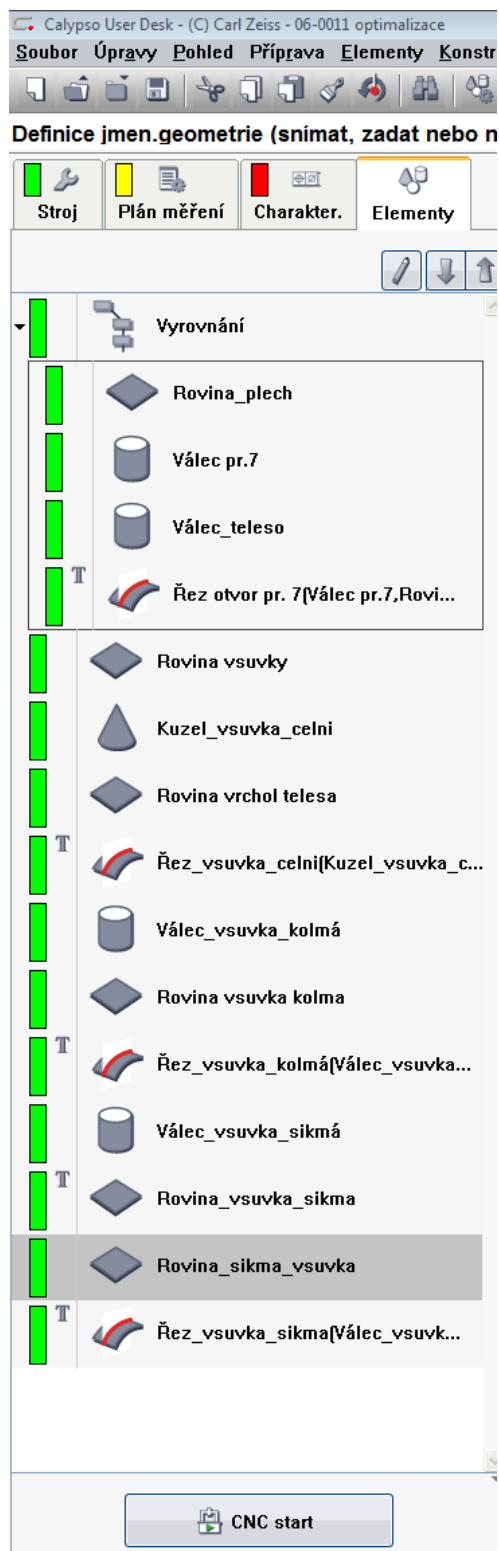 Calypso User Desk - (C) Carl Zeiss - 06-0011 optimalizace
Soubor Úpravy Pohled Příprava Elementy Konstr
Definice jmen.geometrie (snímat, zadat nebo n
Stroj Plán měření Charakter. Elementy
Vyrovnání
Rovina_plech
Válec pr.7
Válec_teleso
T Řez otvor pr. 7(Válec pr.7,Rovi...
Rovina vsuvky
Kuzel_vsuvka_celni
Rovina vrchol telesa
T Řez_vsuvka_celni(Kuzel_vsuvka_c...
Válec_vsuvka_kolmá
Rovina vsuvka kolma
T Řez_vsuvka_kolmá(Válec_vsuvka...
Válec_vsuvka_sikmá
T Rovina_vsuvka_sikma
Rovina_sikma_vsuvka
T Řez_vsuvka_sikma(Válec_vsuvk...
CNC start